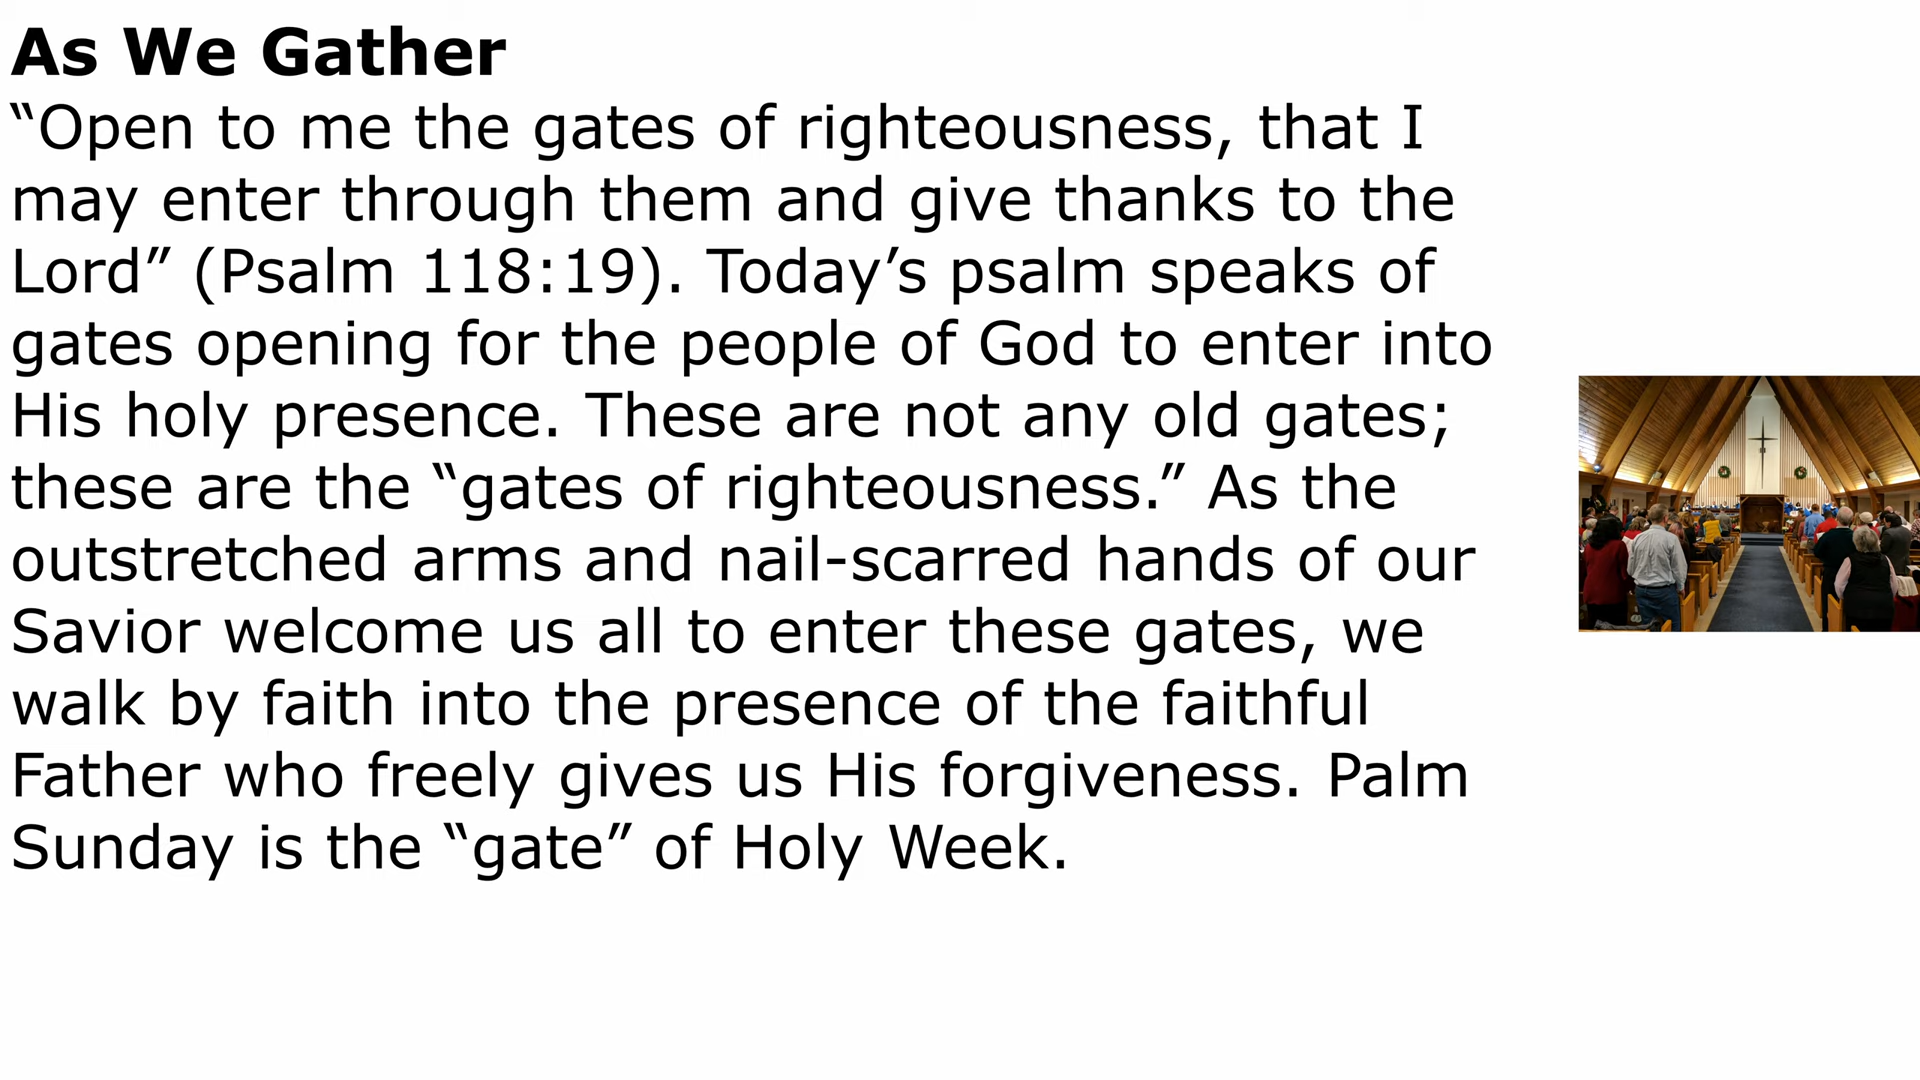 As We Gather
“Open to me the gates of righteousness, that I
may enter through them and give thanks to the
Lord” (Psalm 118:19). Today’s psalm speaks of
gates opening for the people of God to enter into
His holy presence. These are not any old gates;
these are the “gates of righteousness.” As the
outstretched arms and nail-scarred hands of our
Savior welcome us all to enter these gates, we
walk by faith into the presence of the faithful
Father who freely gives us His forgiveness. Palm
Sunday is the “gate” of Holy Week.